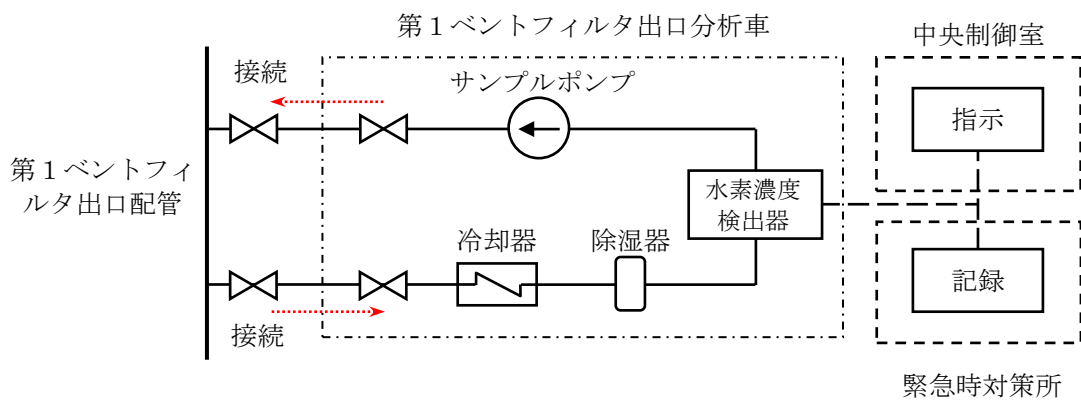 第１ベントフィルタ出口分析車
中央制御室
接続
サンプルポンプ
指示
第１ベントフィ
ルタ出口配管
水素濃度
検出器
冷却器
除湿器
記録
接続
緊急時対策所